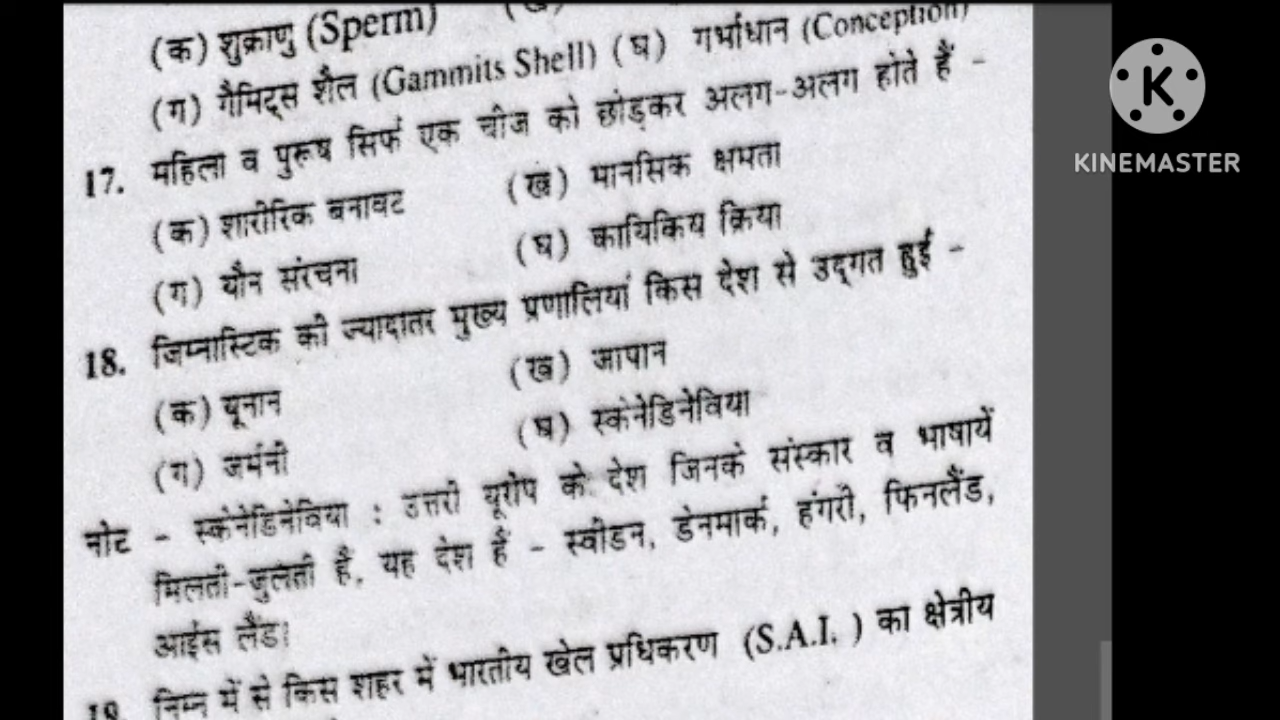 (क) शुक्राणु (Sperm)
(ग) गैमिट्स शैल (Gammits Shell) (घ) गर्भाधान (Conception)
17. महिला व पुरूष सिर्फ एक चीज को छोड़कर अलग-अलग होते हैं -
(क) शारीरिक बनावट (ख) मानसिक क्षमता
(ग) यौन संरचना (घ) कायिकिय क्रिया
18. जिम्नास्टिक की ज्यादातर मुख्य प्रणालियां किस देश से उद्गत हुई -
(क) यूनान (ख) जापान
(ग) जर्मनी (घ) स्केनेडिनेविया
नोट - स्केनेडिनेविया : उत्तरी यूरोप के देश जिनके संस्कार व भाषायें
मिलती-जुलती है, यह देश हैं - स्वीडन, डेनमार्क, हंगरी, फिनलैंड,
आईस लैंड।
19. निम्न में से किस शहर में भारतीय खेल प्रधिकरण (S.A.I. ) का क्षेत्रीय
K
KINEMASTER